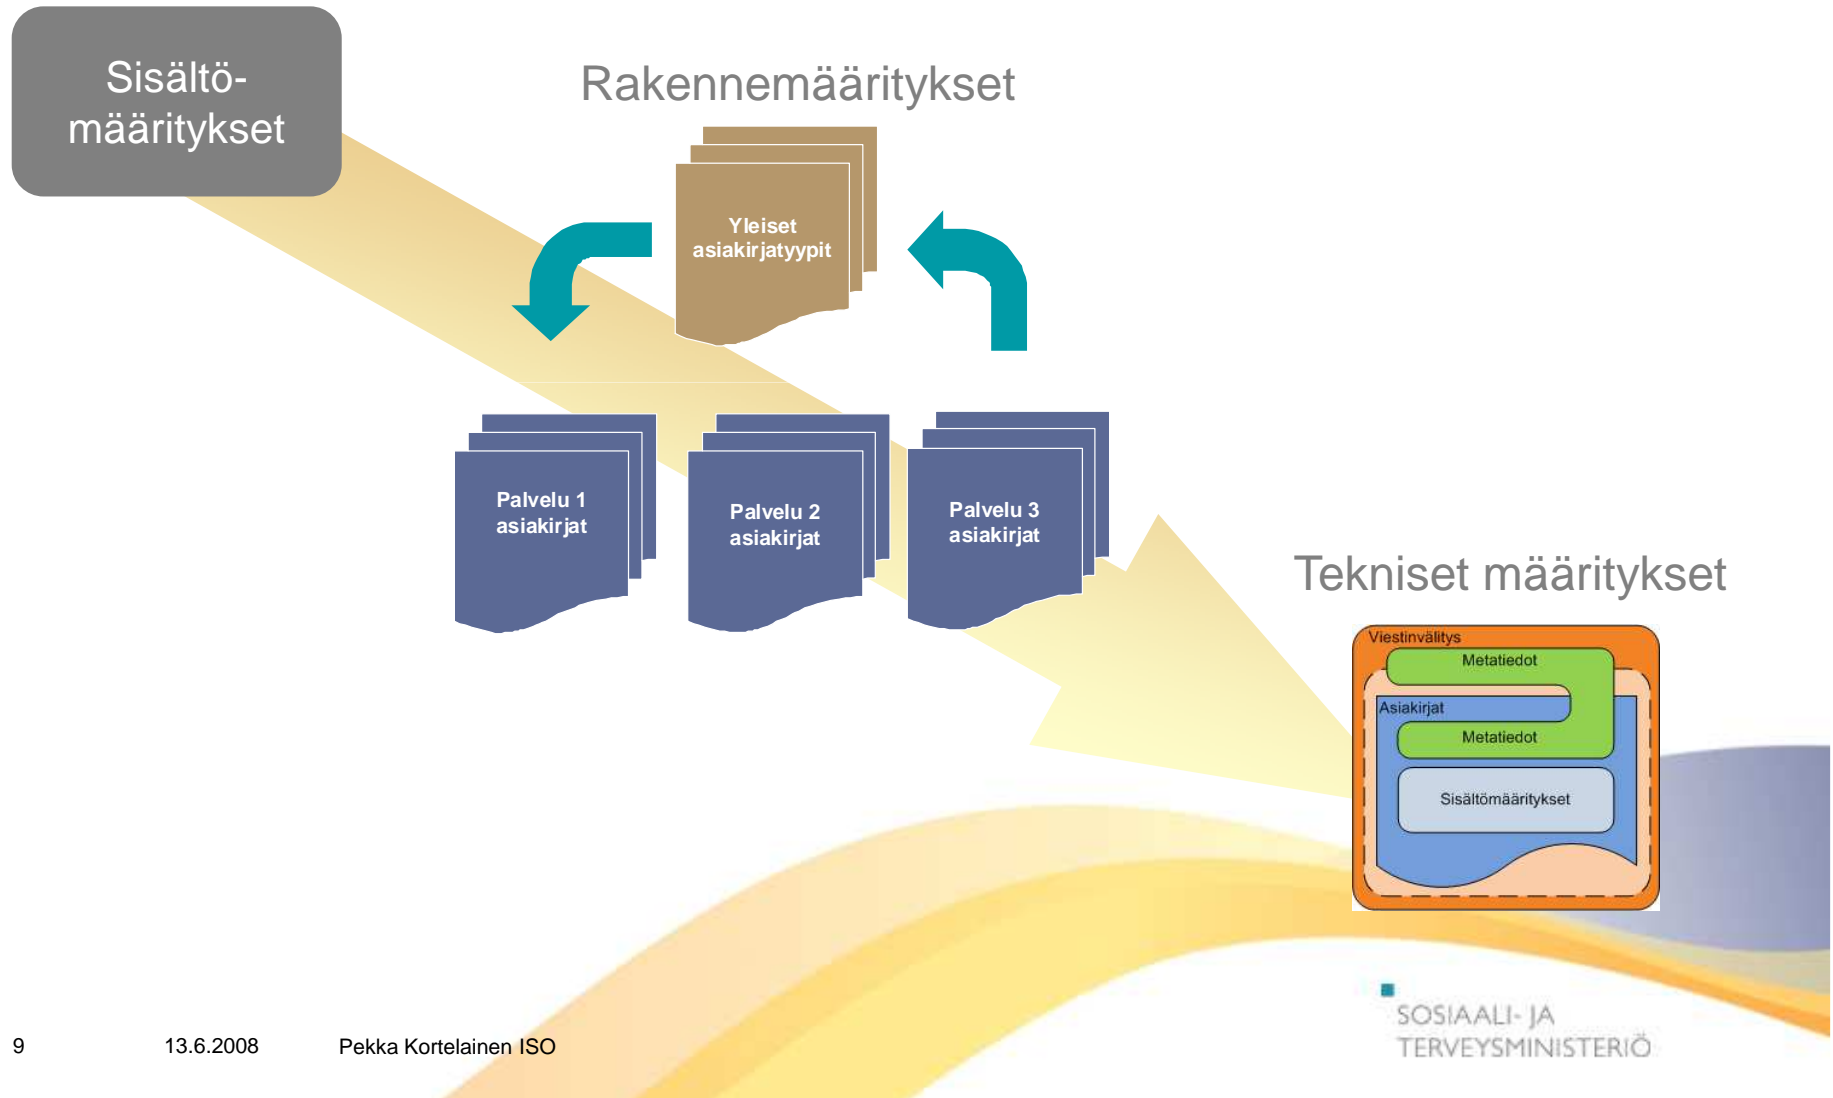 Sisältö-
määritykset
Rakennemääritykset
Yleiset
asiakirjatyypit
Palvelu 1
asiakirjat
Palvelu 2
asiakirjat
Palvelu 3
asiakirjat
Tekniset määritykset
Viestinvälitys
Metatiedot
Asiakirjat
Metatiedot
Sisältömääritykset
SOSIAALI- JA
TERVEYSMINISTERIÖ
9 13.6.2008 Pekka Kortelainen ISO